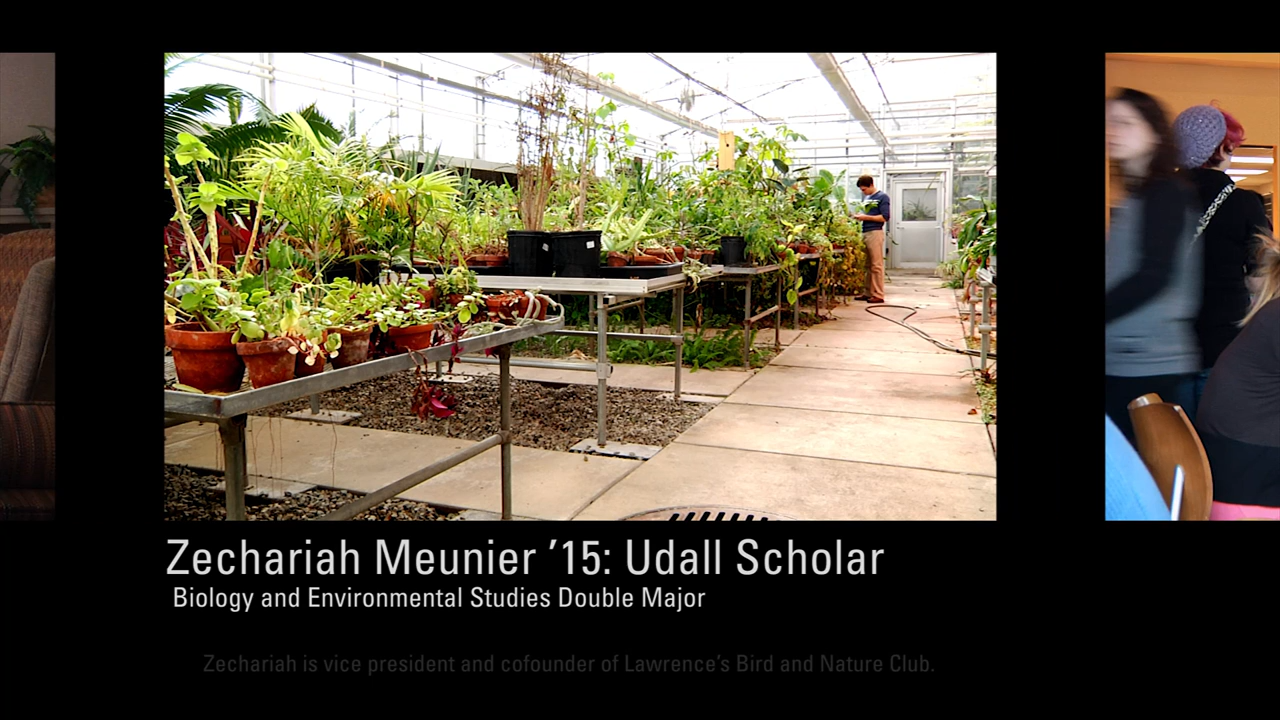 Zechariah Meunier ’15: Udall Scholar
Biology and Environmental Studies Double Major
Zechariah is vice president and cofounder of Lawrence’s Bird and Nature Club.